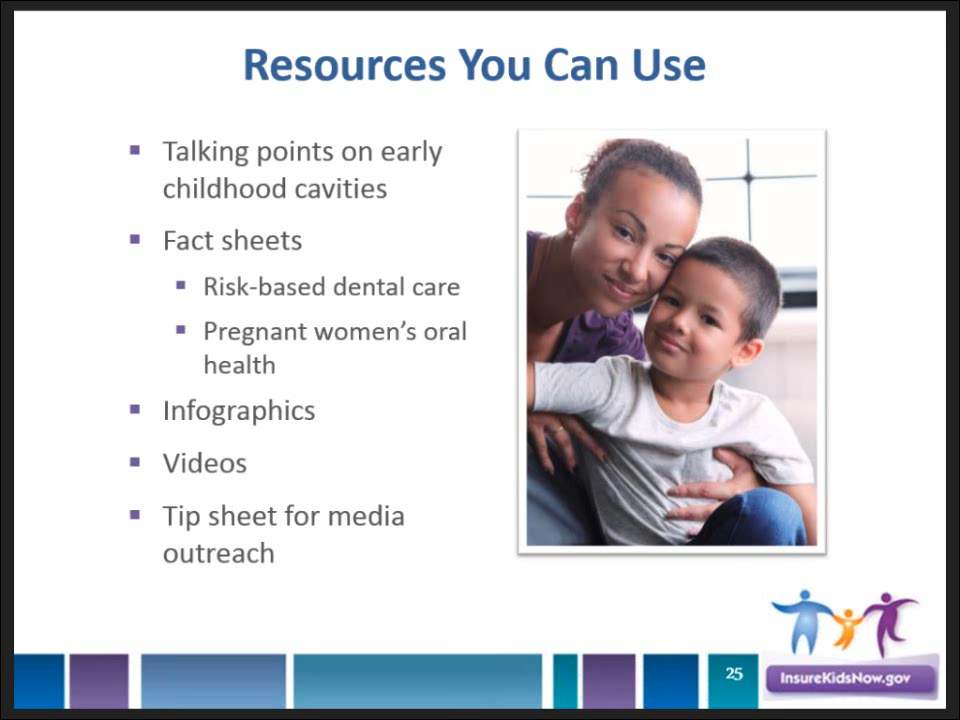 Resources You Can Use
▪ Talking points on early
childhood cavities
▪ Fact sheets
▪ Risk-based dental care
▪ Pregnant women’s oral
health
▪ Infographics
▪ Videos
▪ Tip sheet for media
outreach
25
InsureKidsNow.gov